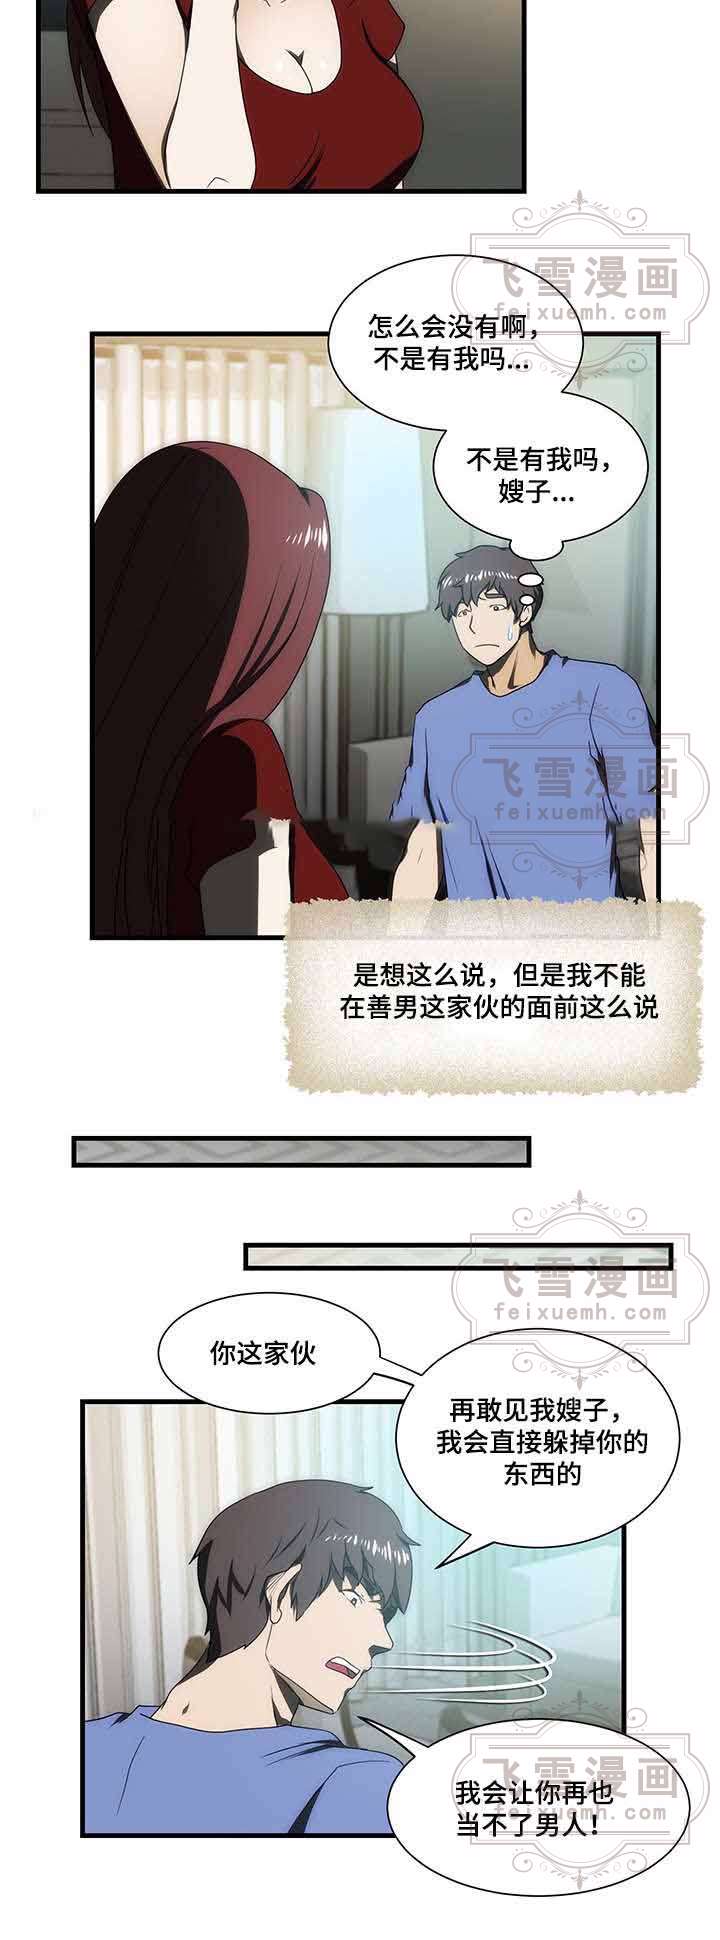 飞雪漫画
feixuemh.com
怎么会没有啊，
不是有我吗…
不是有我吗，
嫂子…
飞雪漫画
feixuemh.com
是想这么说，但是我不能
在善男这家伙的面前这么说
飞雪漫画
feixuemh.com
你这家伙
再敢见我嫂子，
我会直接躲掉你的
东西的
飞雪漫画
feixuemh.com
我会让你再也
当不了男人！